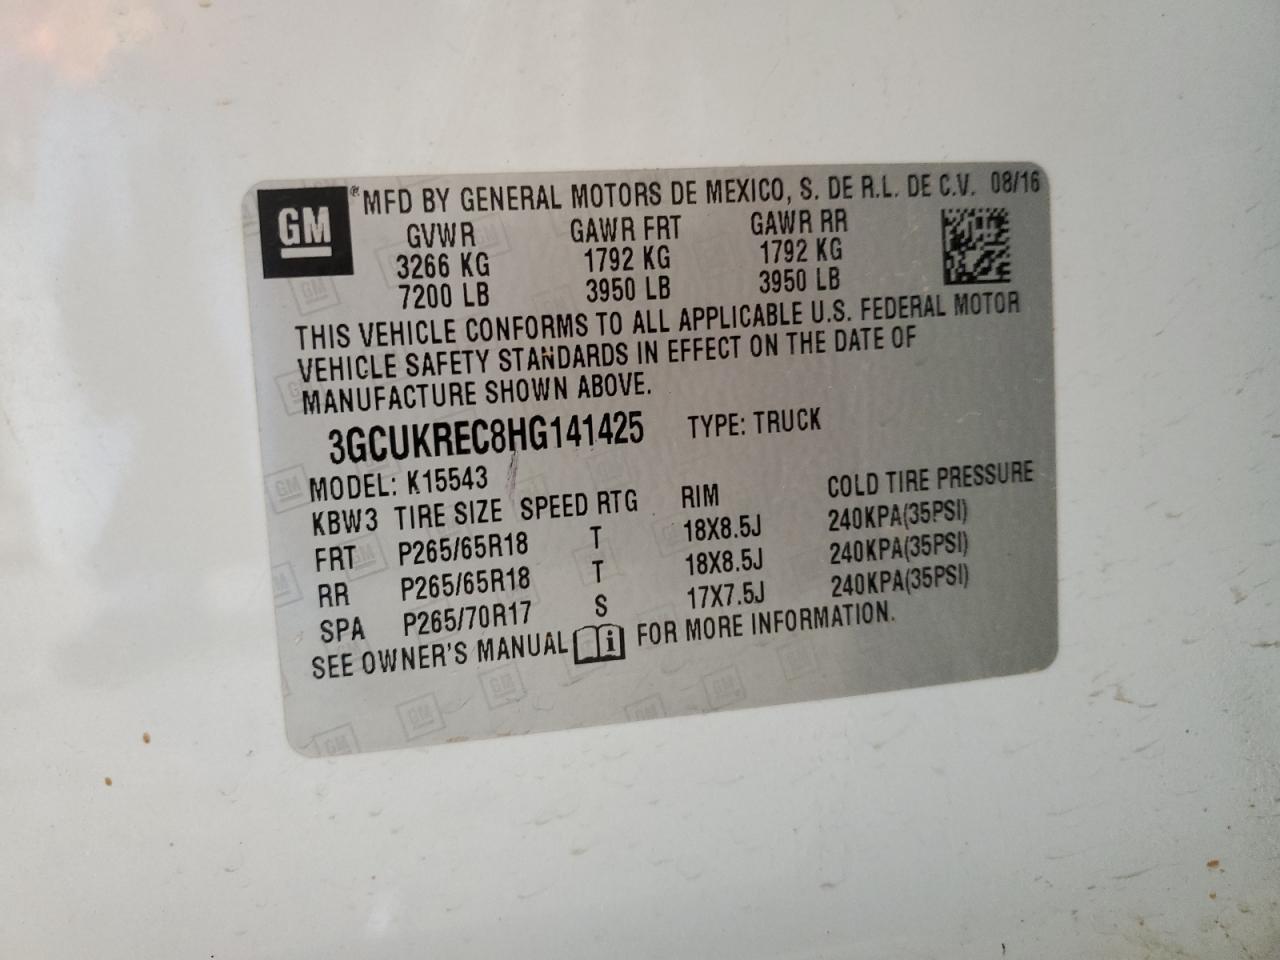 GM ® MFD BY GENERAL MOTORS DE MEXICO, S. DE R.L. DE C.V. 08/16
GVWR GAWR FRT GAWR RR
3266 KG 1792 KG 1792 KG
7200 LB 3950 LB 3950 LB
THIS VEHICLE CONFORMS TO ALL APPLICABLE U.S. FEDERAL MOTOR
VEHICLE SAFETY STANDARDS IN EFFECT ON THE DATE OF
MANUFACTURE SHOWN ABOVE.
3GCUKREC8HG141425 TYPE: TRUCK
MODEL: K15543
KBW3 TIRE SIZE SPEED RTG RIM COLD TIRE PRESSURE
FRT P265/65R18 T 18X8.5J 240KPA(35PSI)
RR P265/65R18 T 18X8.5J 240KPA(35PSI)
SPA P265/70R17 S 17X7.5J 240KPA(35PSI)
SEE OWNER'S MANUAL i FOR MORE INFORMATION.